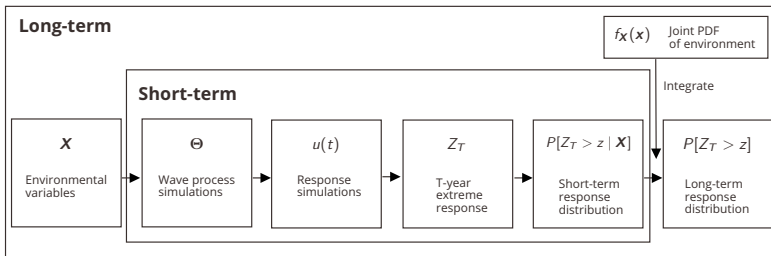 Long-term
f_X(x) Joint PDF
of environment
Integrate
Short-term
X
Environmental
variables
Θ
Wave process
simulations
u(t)
Response
simulations
Z_T
T-year
extreme
response
P[Z_T > z | X]
Short-term
response
distribution
P[Z_T > z]
Long-term
response
distribution